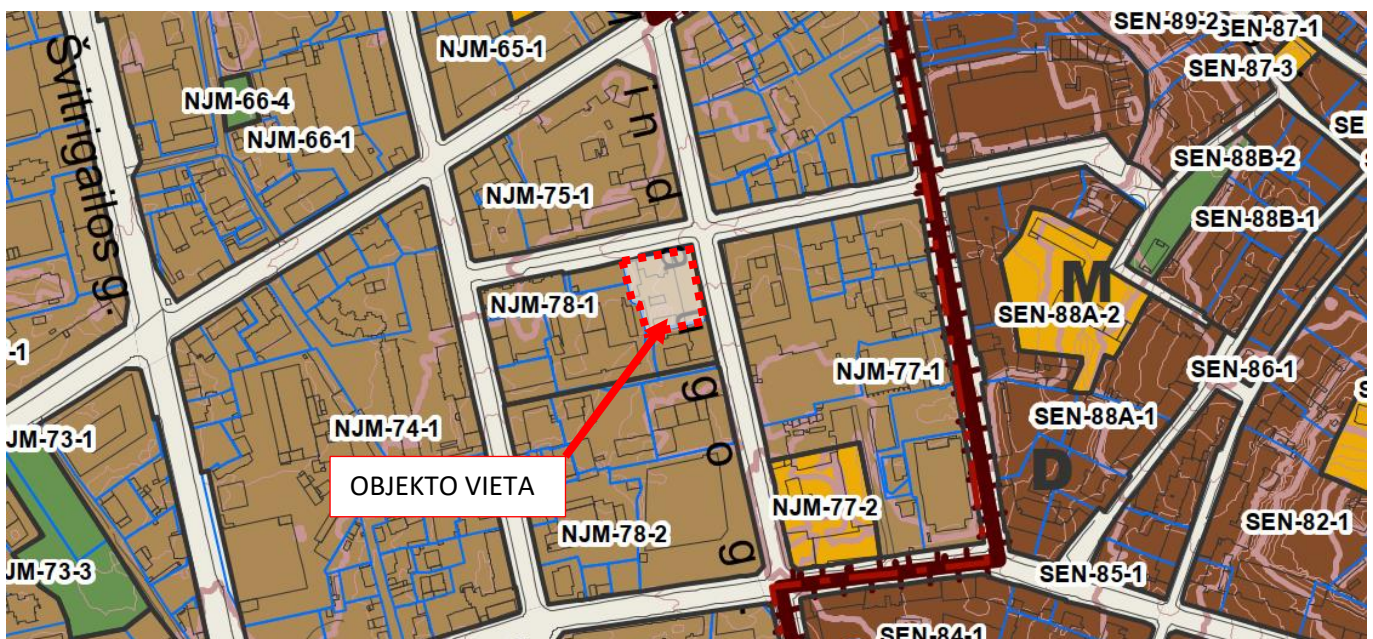 SEN-89-2
SEN-87-1
NJM-65-1
SEN-87-3
NJM-66-4
NJM-66-1
Švitrigailos g.
SEN-88B-2
NJM-75-1
SEN-88B-1
M
NJM-78-1
SEN-88A-2
-1
NJM-77-1
SEN-86-1
JM-73-1
NJM-74-1
SEN-88A-1
OBJEKTO VIETA
D
NJM-77-2
NJM-78-2
SEN-82-1
JM-73-3
SEN-85-1
SEN-84-1
i n d a u g o g .